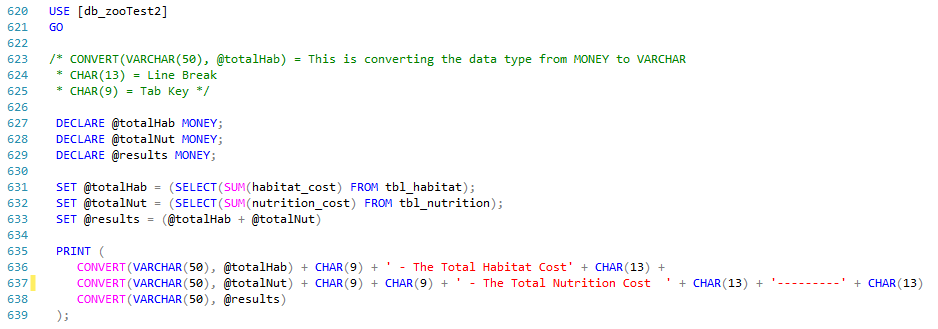 620 USE [db_zooTest2]
621 GO
622
623 /* CONVERT(VARCHAR(50), @totalHab) = This is converting the data type from MONEY to VARCHAR
624  * CHAR(13) = Line Break
625  * CHAR(9) = Tab Key */
626
627  DECLARE @totalHab MONEY;
628  DECLARE @totalNut MONEY;
629  DECLARE @results MONEY;
630
631  SET @totalHab = (SELECT(SUM(habitat_cost) FROM tbl_habitat);
632  SET @totalNut = (SELECT(SUM(nutrition_cost) FROM tbl_nutrition);
633  SET @results = (@totalHab + @totalNut)
634
635  PRINT (
636     CONVERT(VARCHAR(50), @totalHab) + CHAR(9) + ' - The Total Habitat Cost' + CHAR(13) +
637     CONVERT(VARCHAR(50), @totalNut) + CHAR(9) + CHAR(9) + ' - The Total Nutrition Cost  ' + CHAR(13) + '---------' + CHAR(13)
638     CONVERT(VARCHAR(50), @results)
639  );